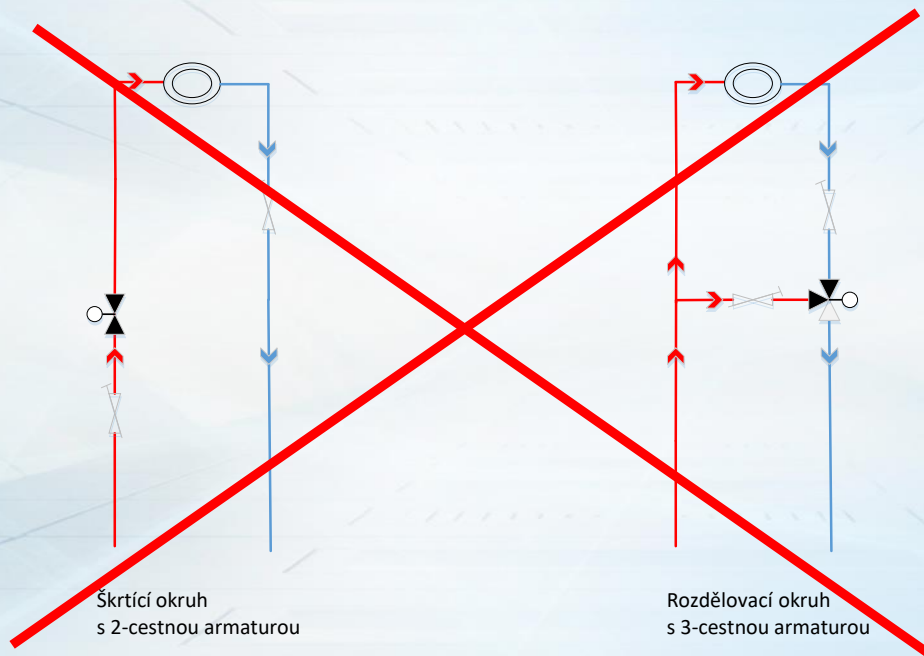 Škrtící okruh
s 2-cestnou armaturou
Rozdělovací okruh
s 3-cestnou armaturou